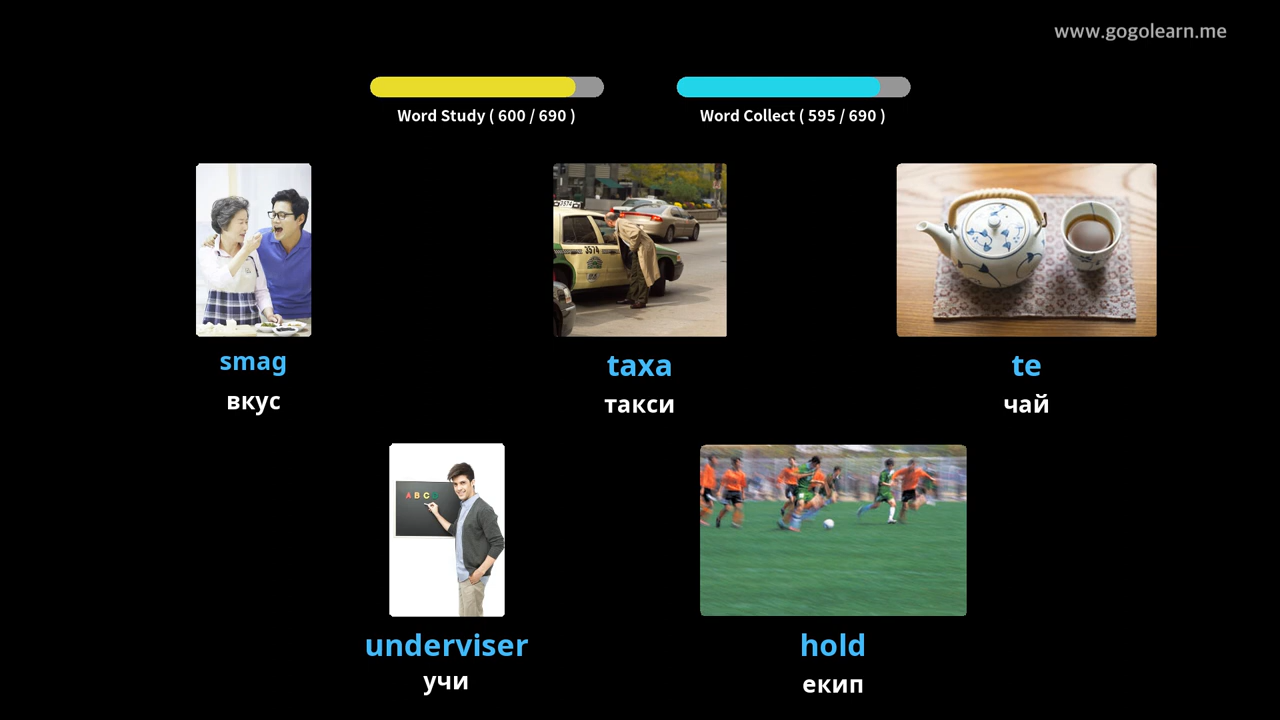 www.gogolearn.me
Word Study ( 600 / 690 )
Word Collect ( 595 / 690 )
3574
A B C D
smag
вкус
taxa
такси
te
чай
underviser
учи
hold
екип